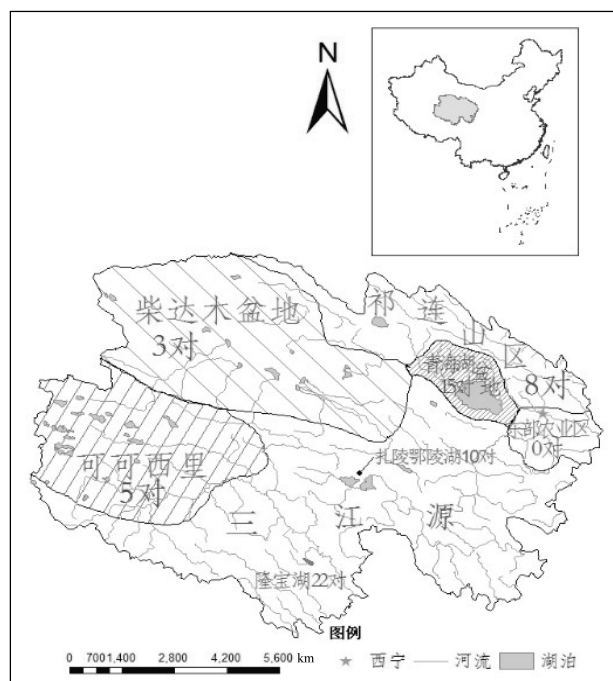 N
柴达木盆地
3对
祁连山区
8对
青海湖盆地
15对
东部农业区
0对
可可西里
5对
扎陵鄂陵湖10对
三江源
隆宝湖22对
图例
0 700 1,400 2,800 4,200 5,600 km
西宁 河流 湖泊